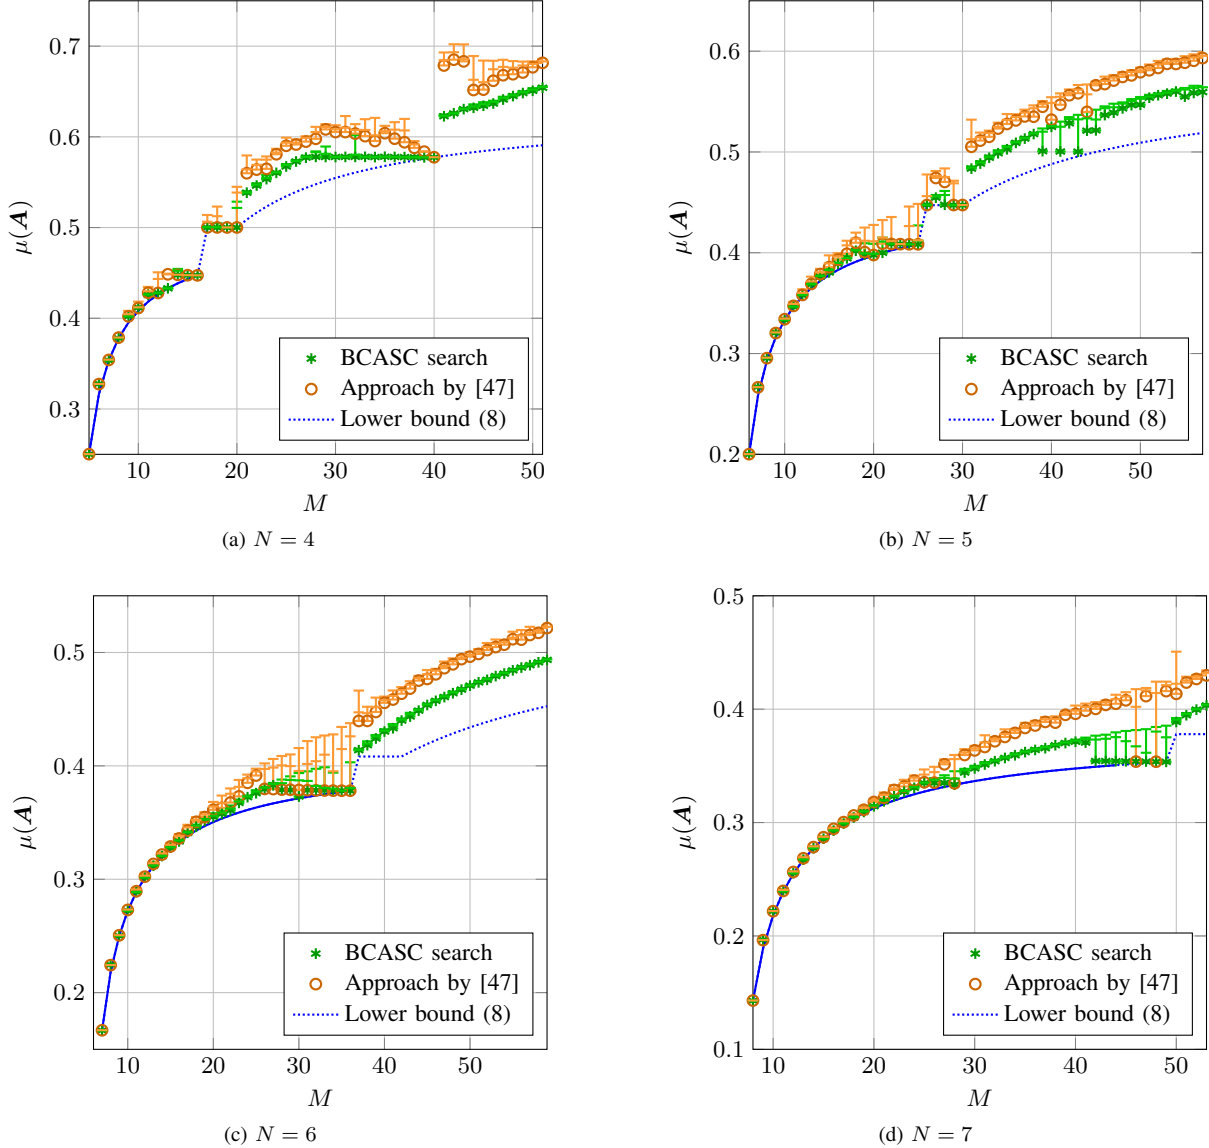 0.7
0.6
0.5
0.4
0.3
μ(A)
10 20 30 40 50
M
BCASC search
Approach by [47]
Lower bound (8)
(a) N = 4
0.6
0.5
0.4
0.3
0.2
μ(A)
10 20 30 40 50
M
BCASC search
Approach by [47]
Lower bound (8)
(b) N = 5
0.5
0.4
0.3
0.2
μ(A)
10 20 30 40 50
M
BCASC search
Approach by [47]
Lower bound (8)
(c) N = 6
0.5
0.4
0.3
0.2
0.1
μ(A)
10 20 30 40 50
M
BCASC search
Approach by [47]
Lower bound (8)
(d) N = 7